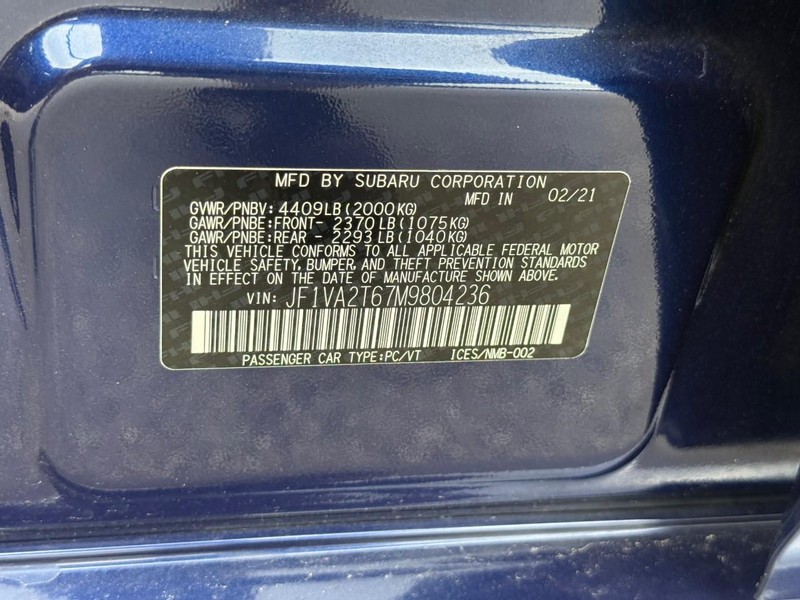 MFD BY SUBARU CORPORATION
MFD IN 02/21
GVWR/PNBV: 4409LB(2000KG)
GAWR/PNBE:FRONT- 2370LB(1075KG)
GAWR/PNBE:REAR - 2293LB(1040KG)
THIS VEHICLE CONFORMS TO ALL APPLICABLE FEDERAL MOTOR
VEHICLE SAFETY, BUMPER, AND THEFT PREVENTION STANDARDS
IN EFFECT ON THE DATE OF MANUFACTURE SHOWN ABOVE.
VIN: JF1VA2T67M9804236
PASSENGER CAR TYPE:PC/VT ICES/NMB-002